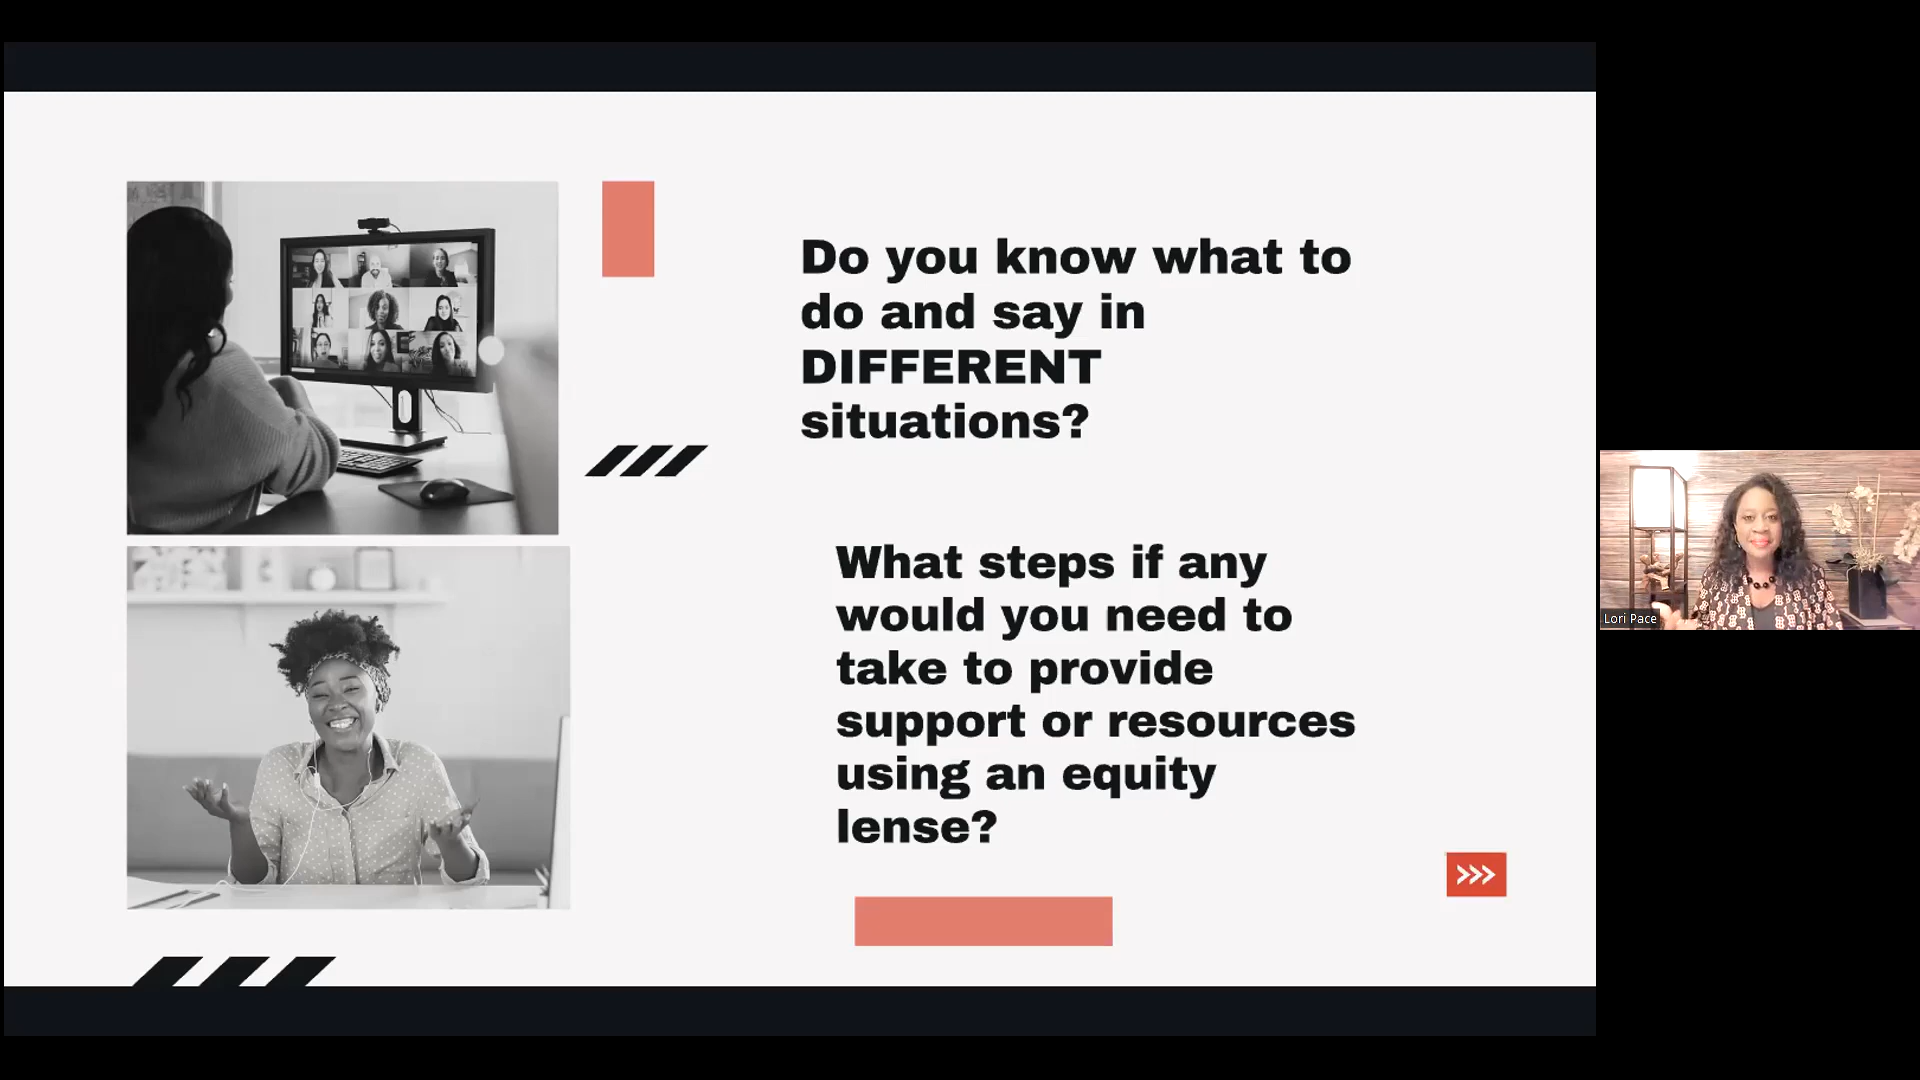 Do you know what to
do and say in
DIFFERENT
situations?
What steps if any
would you need to
take to provide
support or resources
using an equity
lense?
Lori Pace